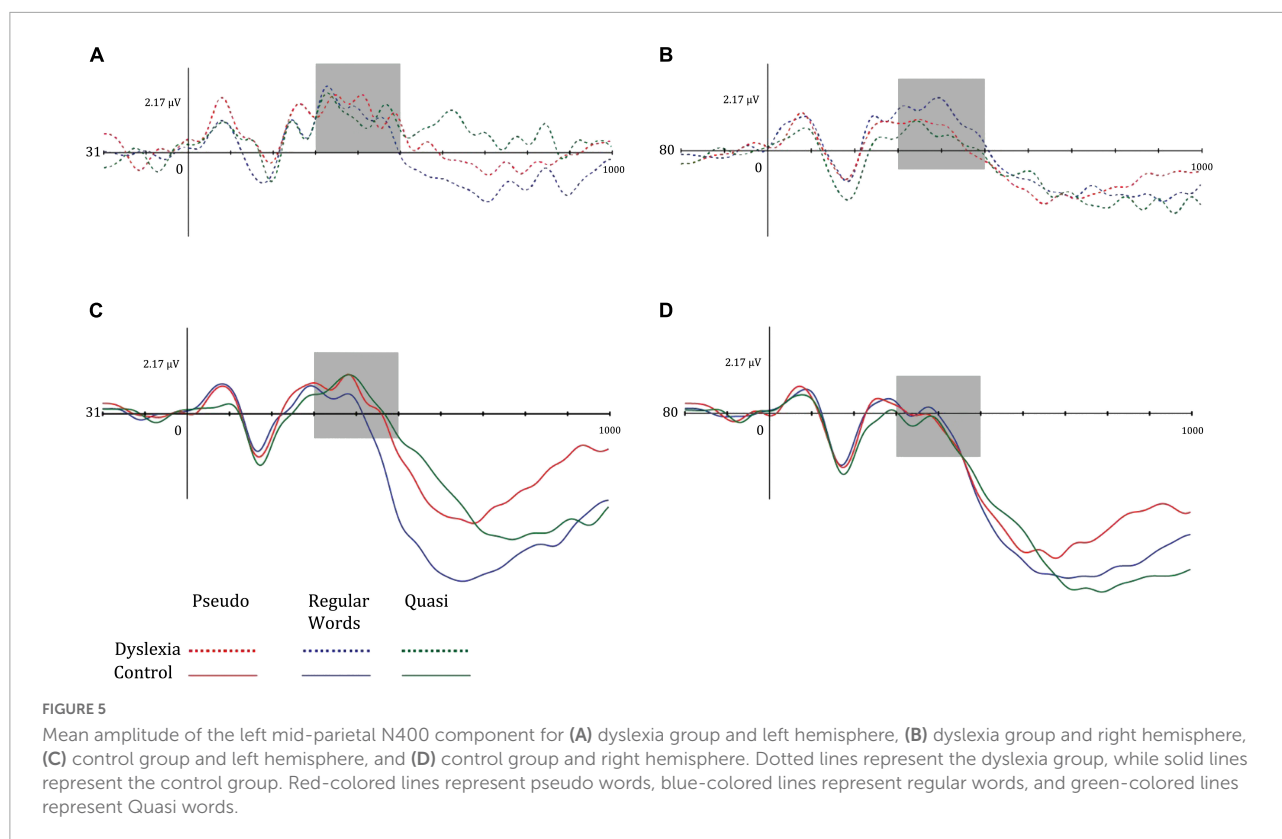 A
2.17 μV
31
0
1000
B
2.17 μV
80
0
1000
C
2.17 μV
31
0
1000
D
2.17 μV
80
0
1000
Pseudo Regular Words Quasi
Dyslexia
Control
FIGURE 5
Mean amplitude of the left mid-parietal N400 component for (A) dyslexia group and left hemisphere, (B) dyslexia group and right hemisphere,
(C) control group and left hemisphere, and (D) control group and right hemisphere. Dotted lines represent the dyslexia group, while solid lines
represent the control group. Red-colored lines represent pseudo words, blue-colored lines represent regular words, and green-colored lines
represent Quasi words.